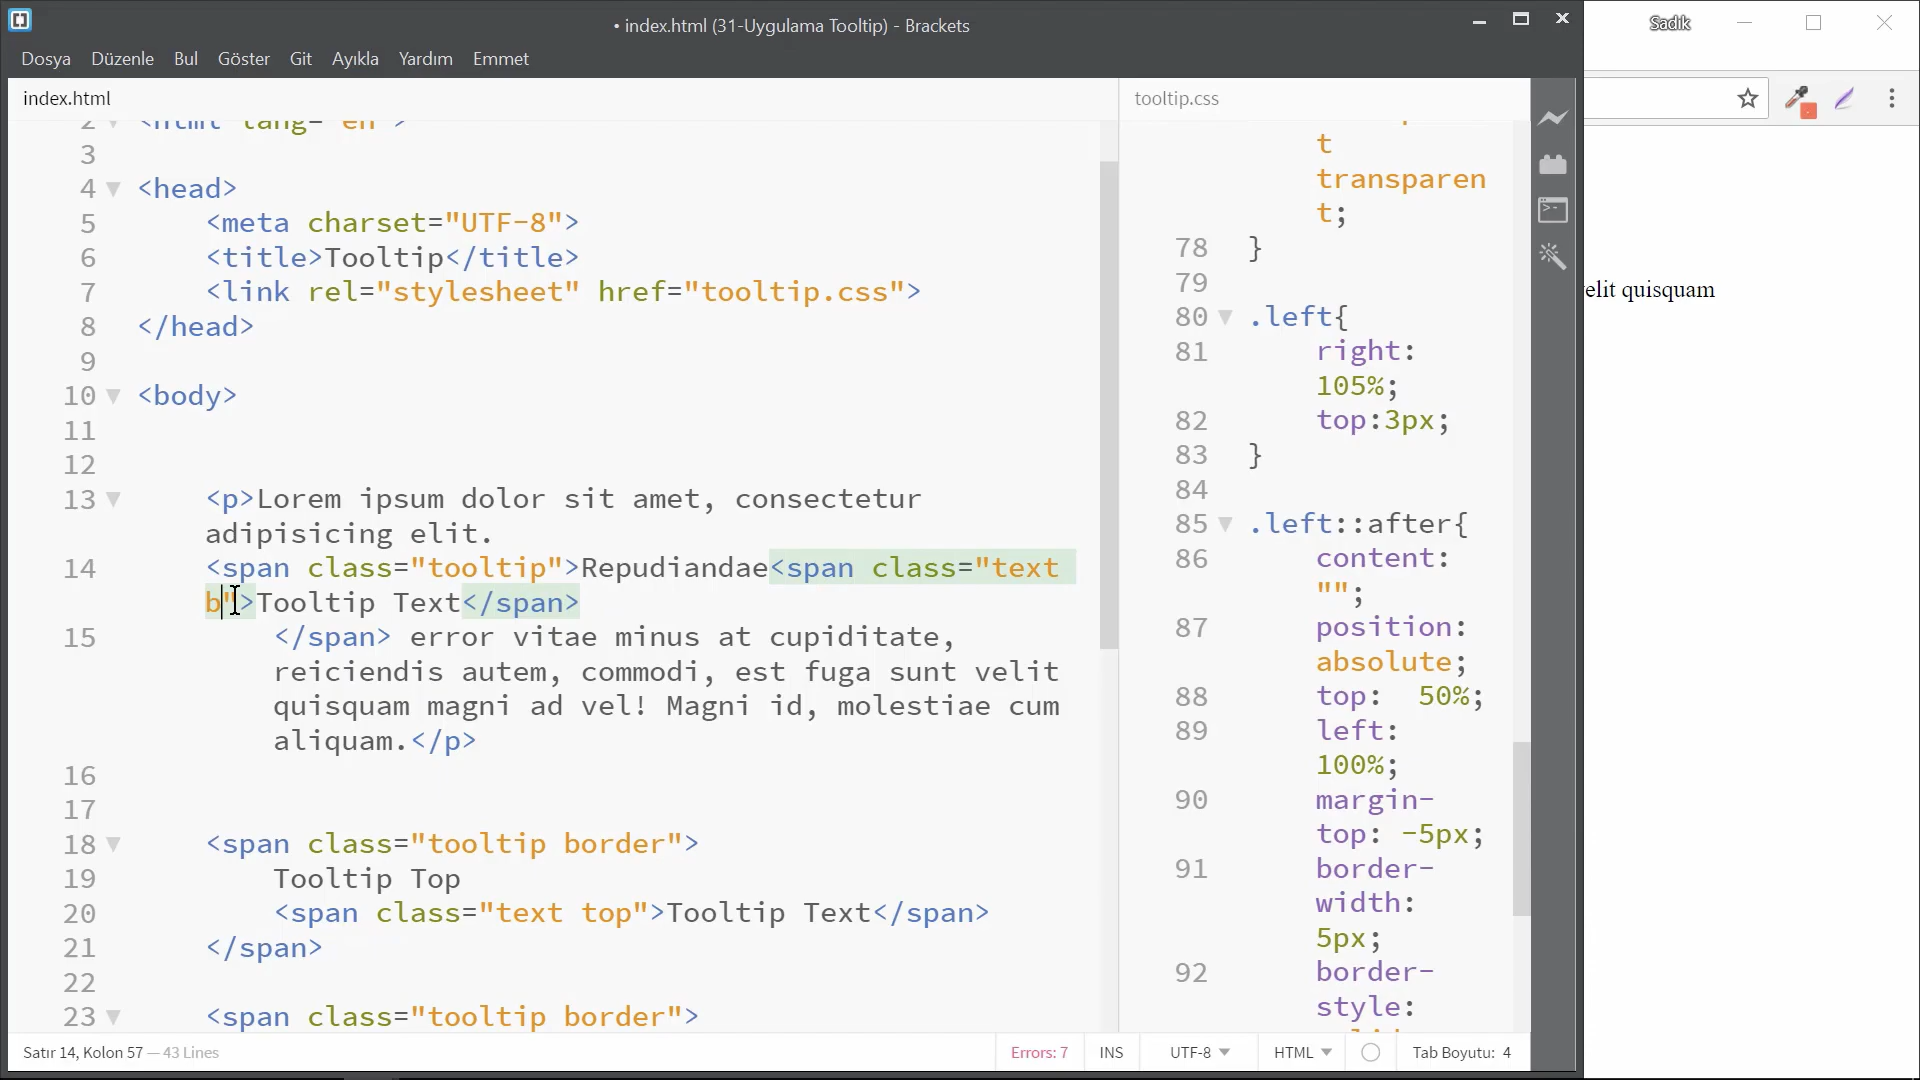 • index.html (31-Uygulama Tooltip) - Brackets
Sadık
Dosya Düzenle Bul Göster Git Ayıkla Yardım Emmet
index.html
2 <html lang="en">
3
4 <head>
5 <meta charset="UTF-8">
6 <title>Tooltip</title>
7 <link rel="stylesheet" href="tooltip.css">
8 </head>
9
10 <body>
11
12
13 <p>Lorem ipsum dolor sit amet, consectetur
adipisicing elit.
14 <span class="tooltip">Repudiandae<span class="text
b">Tooltip Text</span>
15 </span> error vitae minus at cupiditate,
reiciendis autem, commodi, est fuga sunt velit
quisquam magni ad vel! Magni id, molestiae cum
aliquam.</p>
16
17
18 <span class="tooltip border">
19 Tooltip Top
20 <span class="text top">Tooltip Text</span>
21 </span>
22
23 <span class="tooltip border">
tooltip.css
t
transparen
t;
78 }
79
80 .left{
81 right:
105%;
82 top:3px;
83 }
84
85 .left::after{
86 content:
"";
87 position:
absolute;
88 top: 50%;
89 left:
100%;
90 margin-
top: -5px;
91 border-
width:
5px;
92 border-
style:
elit quisquam
Satır 14, Kolon 57 — 43 Lines
Errors: 7 INS UTF-8 HTML Tab Boyutu: 4